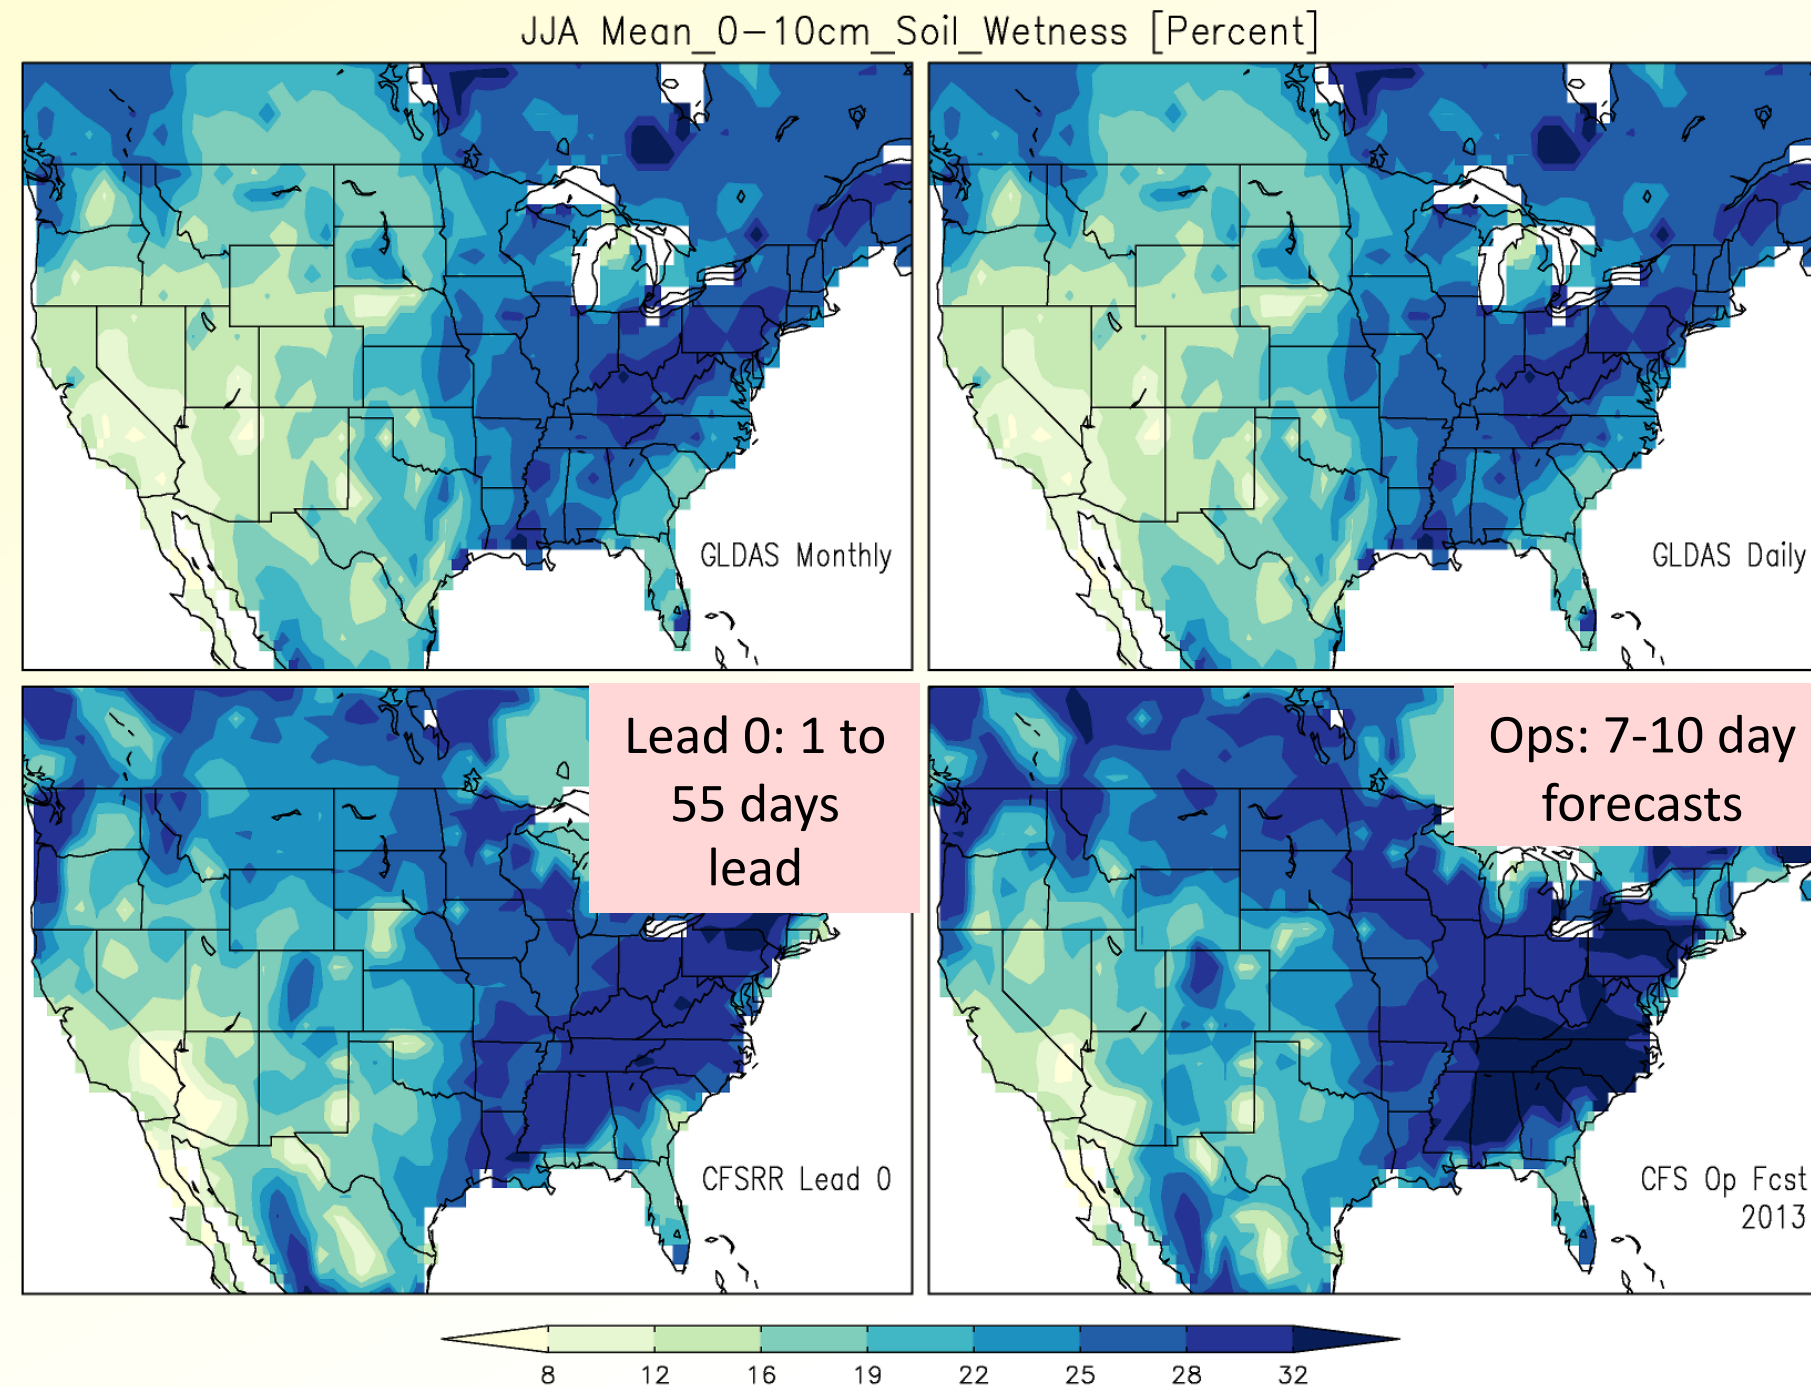 JJA Mean_0-10cm_Soil_Wetness [Percent]
GLDAS Monthly
GLDAS Daily
Lead 0: 1 to
55 days
lead
CFSRR Lead 0
Ops: 7-10 day
forecasts
CFS Op Fcst
2013
8 12 16 19 22 25 28 32